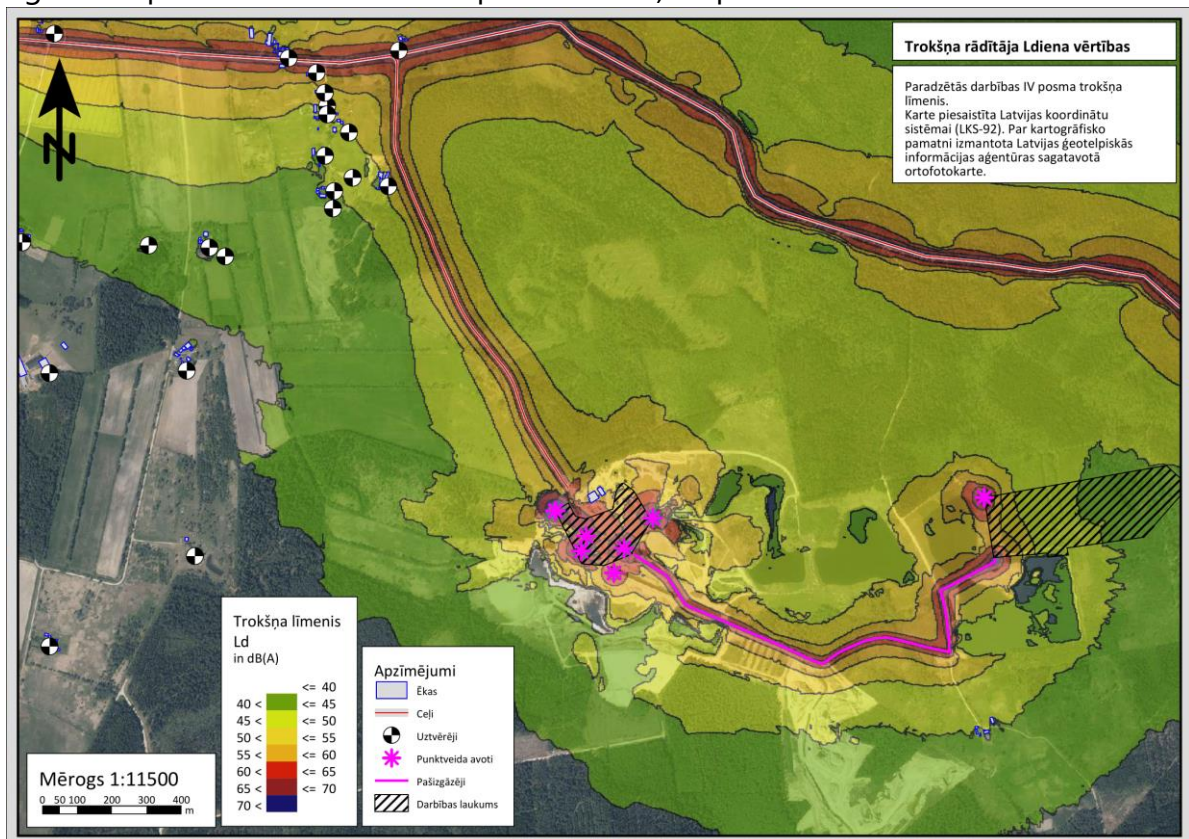 Trokšņa rādītāja Ldiena vērtības
Paradzētās darbības IV posma trokšņa
līmenis.
Karte piesaistīta Latvijas koordinātu
sistēmai (LKS-92). Par kartogrāfisko
pamatni izmantota Latvijas ģeotelpiskās
informācijas aģentūras sagatavotā
ortofotokarte.
N
Trokšņa līmenis
Ld
in dB(A)
<= 40
40 < <= 45
45 < <= 50
50 < <= 55
55 < <= 60
60 < <= 65
65 < <= 70
70 <
Apzīmējumi
Ēkas
Ceļi
Uztvērēji
Punktveida avoti
Pašizgāzēji
Darbības laukums
Mērogs 1:11500
0 50 100 200 300 400
m